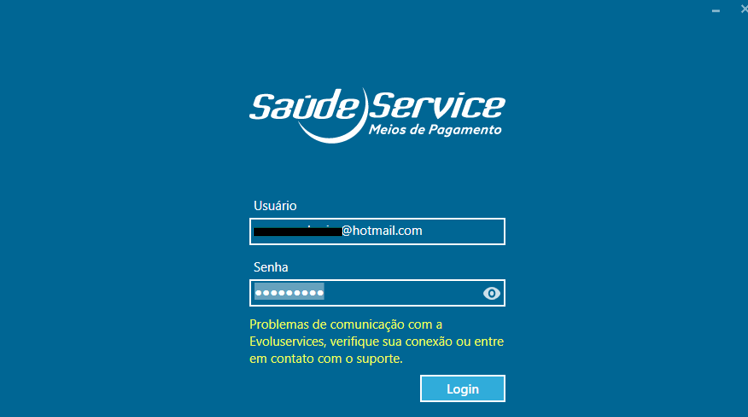 Saúde Service
Meios de Pagamento
Usuário
@hotmail.com
Senha
Problemas de comunicação com a
Evoluservices, verifique sua conexão ou entre
em contato com o suporte.
Login